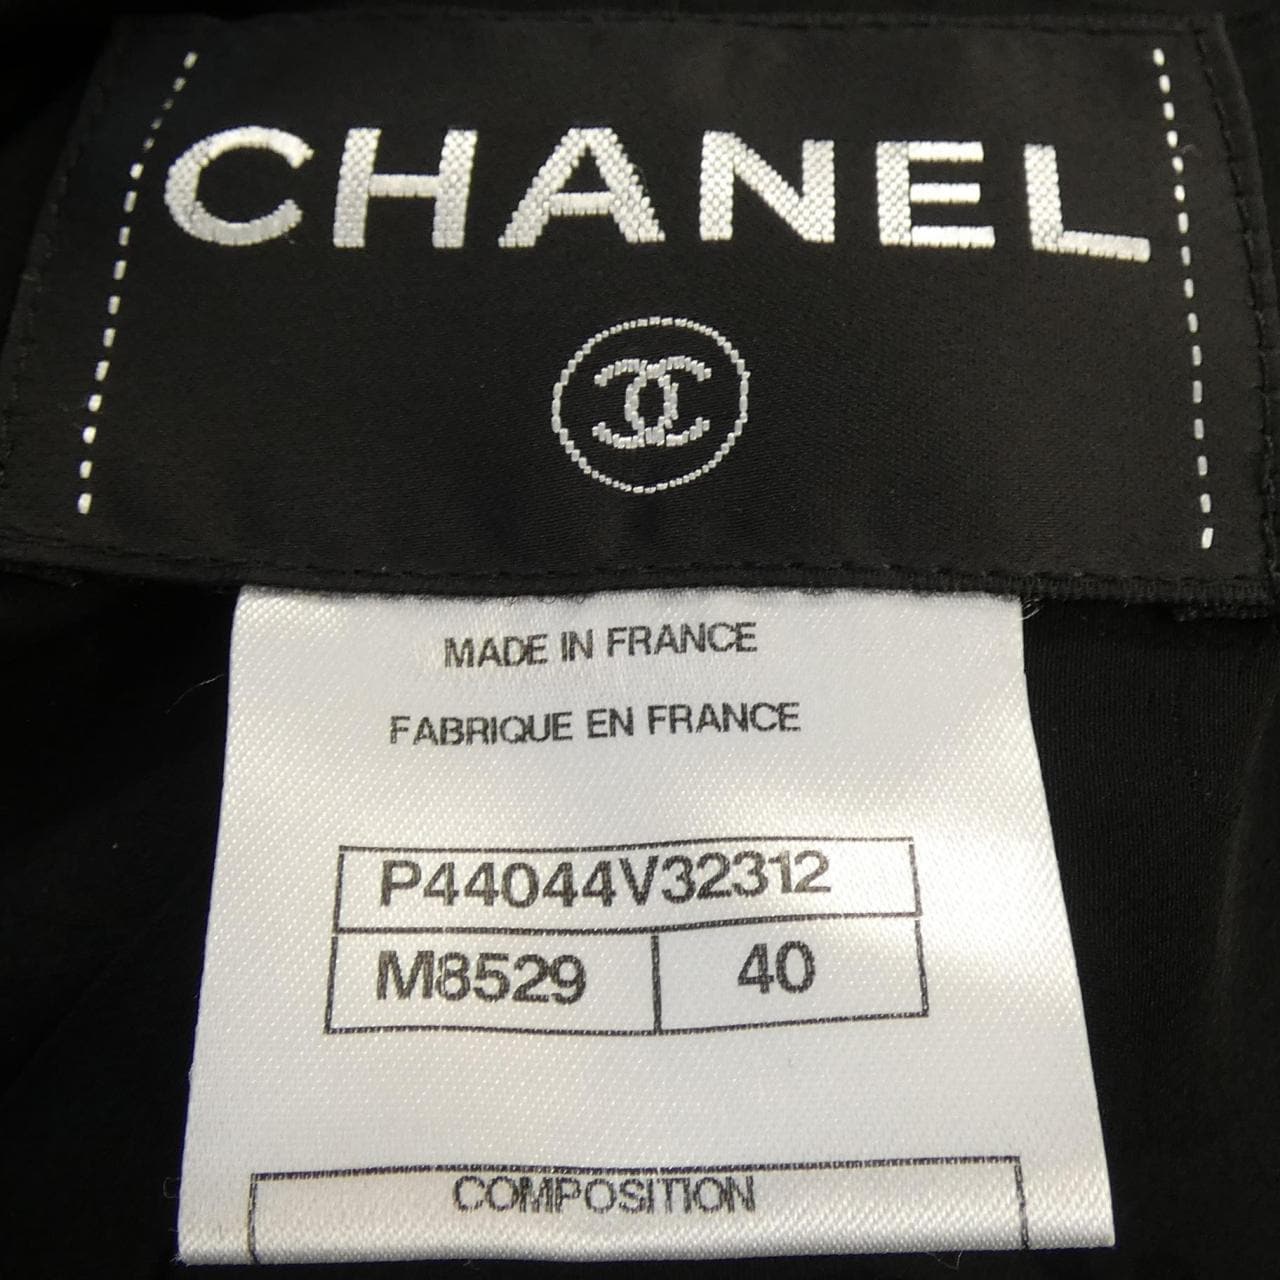 CHANEL
MADE IN FRANCE
FABRIQUE EN FRANCE
P44044V32312
M8529 40
COMPOSITION